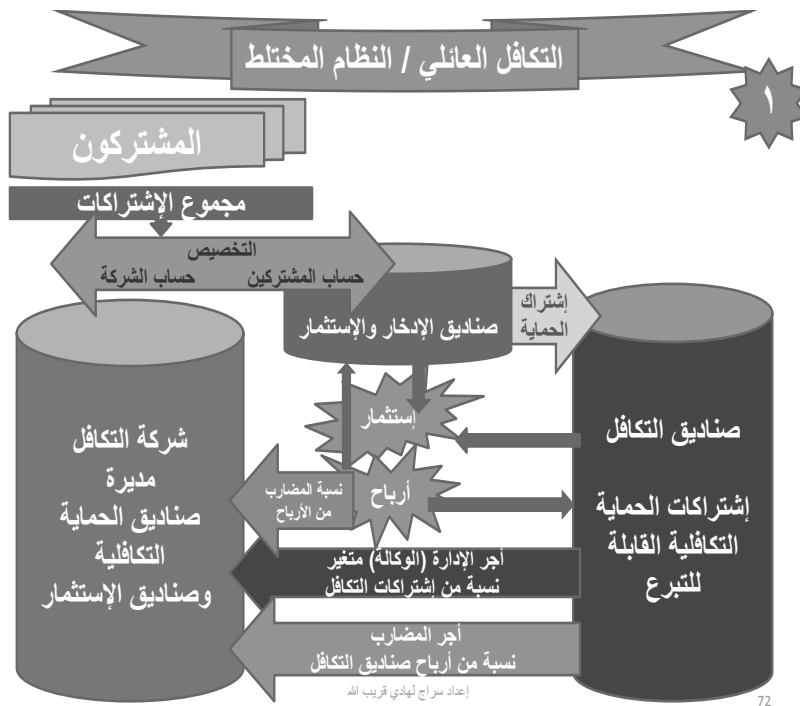 التكافل العائلي / النظام المختلط
١
المشتركون
مجموع الإشتراكات
التخصيص
حساب المشتركين
حساب الشركة
صناديق الإدخار والإستثمار
إشتراك
الحماية
إستثمار
أرباح
نسبة المضارب
من الأرباح
صناديق التكافل
إشتراكات الحماية
التكافلية القابلة
للتبرع
شركة التكافل
مديرة
صناديق الحماية
التكافلية
وصناديق الإستثمار
أجر الإدارة (الوكالة) متغير
نسبة من إشتراكات التكافل
أجر المضارب
نسبة من أرباح صناديق التكافل
إعداد سراج لهادي قريب الله
72